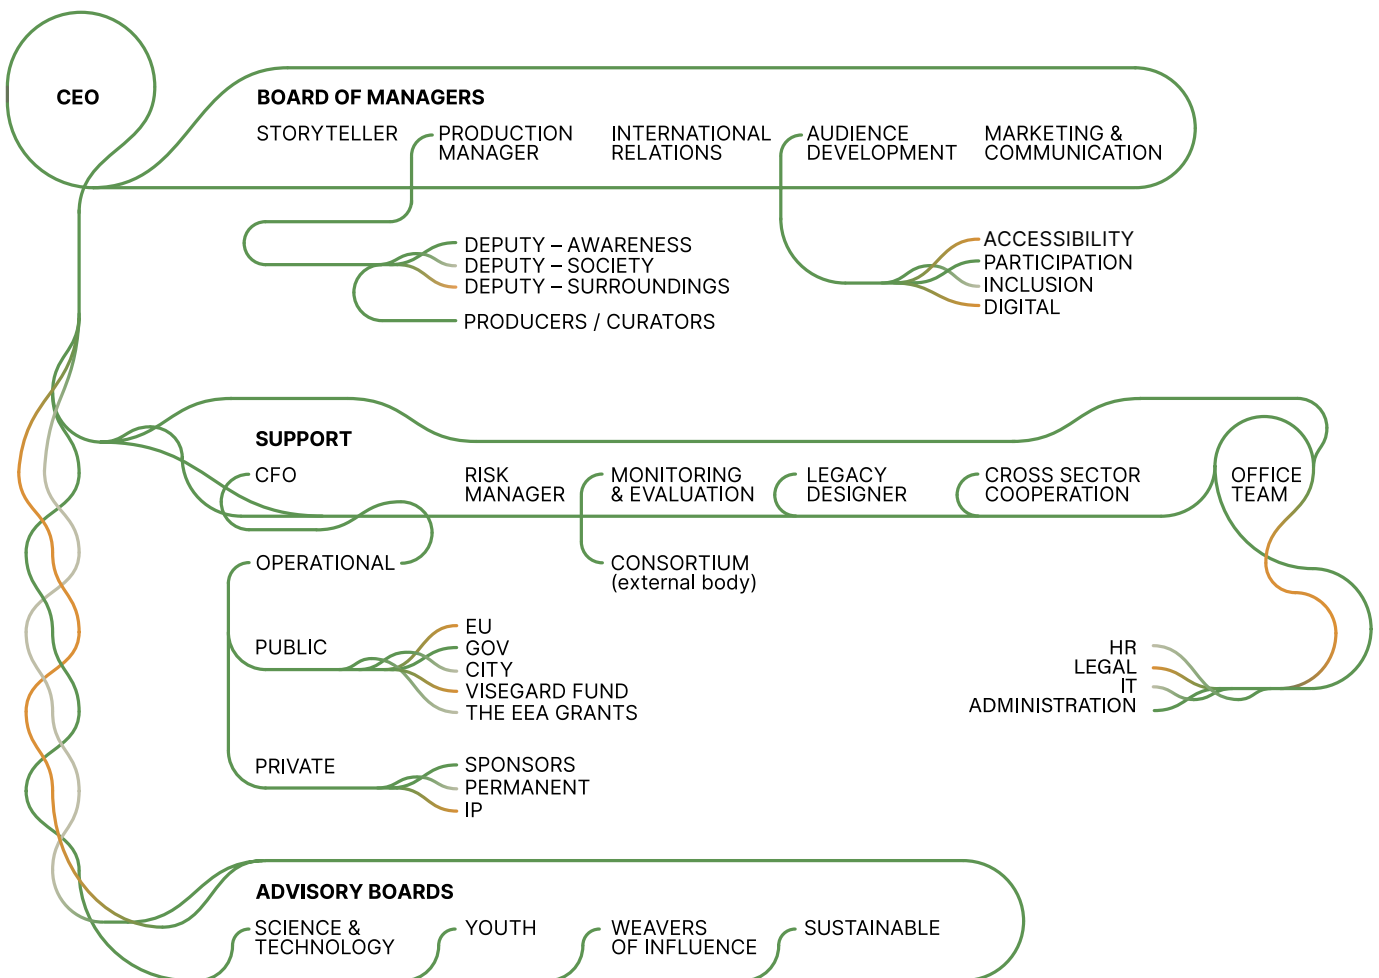 CEO
BOARD OF MANAGERS
STORYTELLER
PRODUCTION
MANAGER
INTERNATIONAL
RELATIONS
AUDIENCE
DEVELOPMENT
MARKETING &
COMMUNICATION
DEPUTY – AWARENESS
DEPUTY – SOCIETY
DEPUTY – SURROUNDINGS
PRODUCERS / CURATORS
ACCESSIBILITY
PARTICIPATION
INCLUSION
DIGITAL
SUPPORT
CFO
RISK
MANAGER
MONITORING
& EVALUATION
LEGACY
DESIGNER
CROSS SECTOR
COOPERATION
OFFICE
TEAM
OPERATIONAL
CONSORTIUM
(external body)
PUBLIC
EU
GOV
CITY
VISEGARD FUND
THE EEA GRANTS
HR
LEGAL
IT
ADMINISTRATION
PRIVATE
SPONSORS
PERMANENT
IP
ADVISORY BOARDS
SCIENCE &
TECHNOLOGY
YOUTH
WEAVERS
OF INFLUENCE
SUSTAINABLE